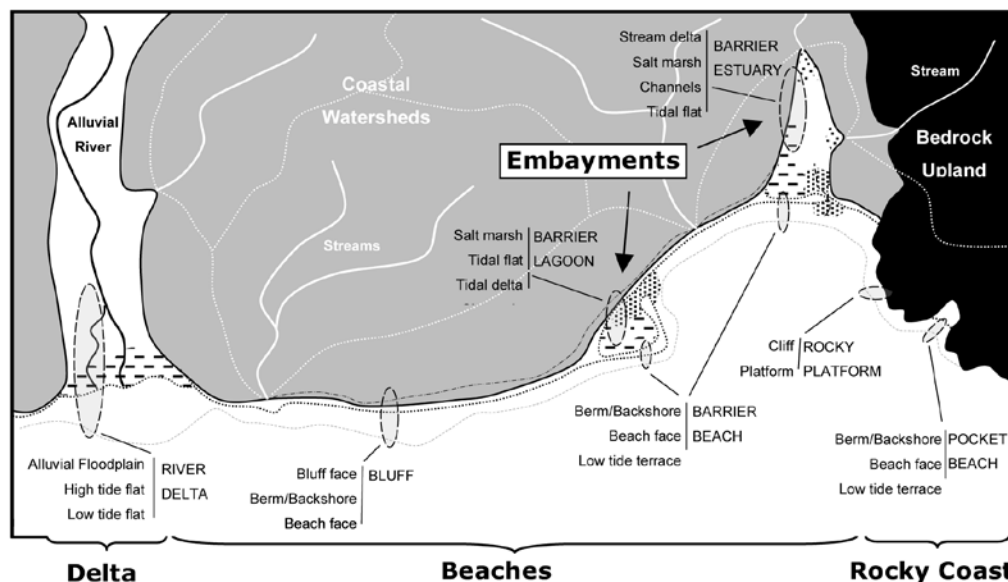 Stream delta
Salt marsh
Channels
Tidal flat
BARRIER
ESTUARY
Coastal
Watersheds
Alluvial
River
Stream
Bedrock
Upland
Embayments
Streams
Salt marsh
Tidal flat
Tidal delta
BARRIER
LAGOON
Cliff
Platform
ROCKY
PLATFORM
Berm/Backshore
Beach face
Low tide terrace
BARRIER
BEACH
Berm/Backshore
Beach face
Low tide terrace
POCKET
BEACH
Alluvial Floodplain
High tide flat
Low tide flat
RIVER
DELTA
Bluff face
Berm/Backshore
Beach face
BLUFF
Delta
Beaches
Rocky Coast